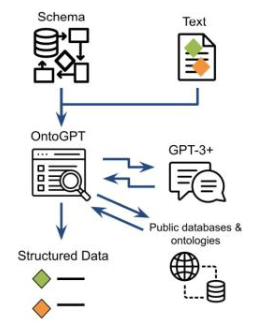 Schema
Text
OntoGPT
GPT-3+
Public databases &
ontologies
Structured Data